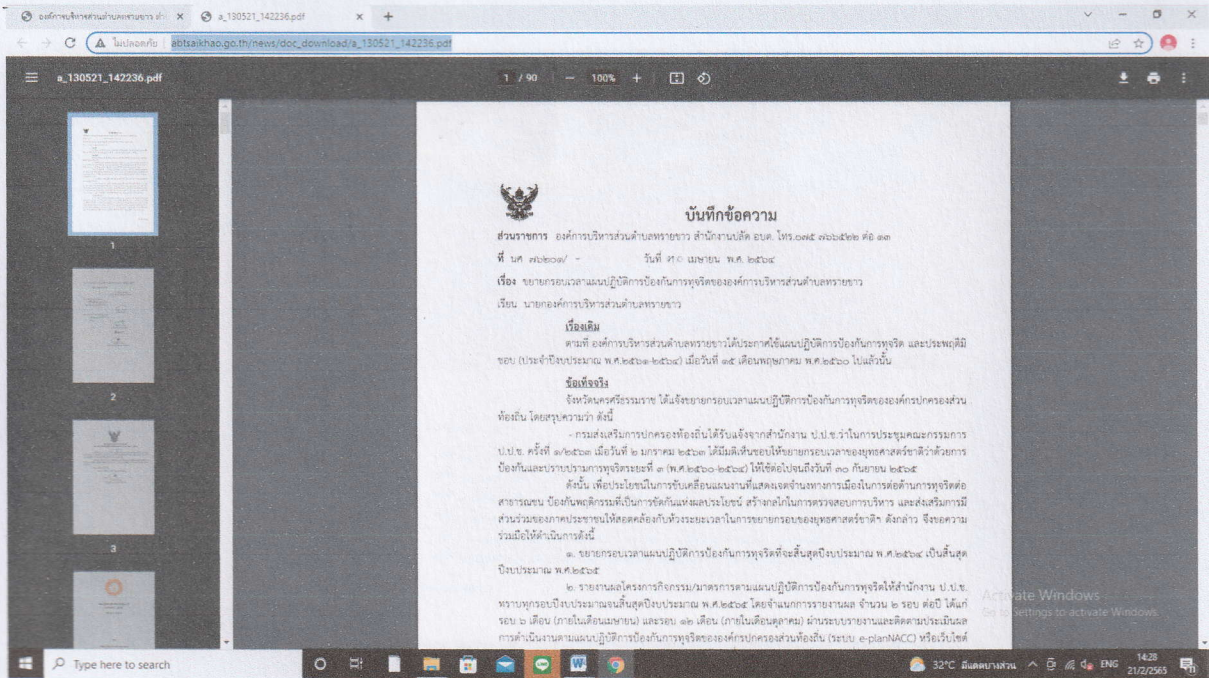 องค์การบริหารส่วนตำบลทรายขาว อำ
a_130521_142236.pdf
ไม่ปลอดภัย
abtsaikhao.go.th/news/doc_download/a_130521_142236.pdf
a_130521_142236.pdf
1 / 90
100%
1
2
3
บันทึกข้อความ
ส่วนราชการ องค์การบริหารส่วนตำบลทรายขาว สำนักงานปลัด อบต. โทร.๐๗๕ ๗๖๖๕๒๒ ต่อ ๑๓
ที่ นศ ๗๖๒๐๑/ -
วันที่ ๓๐ เมษายน พ.ศ. ๒๕๖๔
เรื่อง ขยายกรอบเวลาแผนปฏิบัติการป้องกันการทุจริตขององค์การบริหารส่วนตำบลทรายขาว
เรียน นายกองค์การบริหารส่วนตำบลทรายขาว
เรื่องเดิม
ตามที่ องค์การบริหารส่วนตำบลทรายขาวได้ประกาศใช้แผนปฏิบัติการป้องกันการทุจริต และประพฤติมิ
ชอบ (ประจำปีงบประมาณ พ.ศ.๒๕๖๑-๒๕๖๔) เมื่อวันที่ ๑๕ เดือนพฤษภาคม พ.ศ.๒๕๖๐ ไปแล้วนั้น
ข้อเท็จจริง
จังหวัดนครศรีธรรมราช ได้แจ้งขยายกรอบเวลาแผนปฏิบัติการป้องกันการทุจริตขององค์กรปกครองส่วน
ท้องถิ่น โดยสรุปความว่า ดังนี้
- กรมส่งเสริมการปกครองท้องถิ่นได้รับแจ้งจากสำนักงาน ป.ป.ช.ว่าในการประชุมคณะกรรมการ
ป.ป.ช. ครั้งที่ ๑/๒๕๖๓ เมื่อวันที่ ๒ มกราคม ๒๕๖๓ ได้มีมติเห็นชอบให้ขยายกรอบเวลาของยุทธศาสตร์ชาติว่าด้วยการ
ป้องกันและปราบปรามการทุจริตระยะที่ ๓ (พ.ศ.๒๕๖๐-๒๕๖๔) ให้ใช้ต่อไปจนถึงวันที่ ๓๐ กันยายน ๒๕๖๕
ดังนั้น เพื่อประโยชน์ในการขับเคลื่อนแผนงานที่แสดงเจตจำนงทางการเมืองในการต่อต้านการทุจริตต่อ
สาธารณชน ป้องกันพฤติกรรมที่เป็นการขัดกันแห่งผลประโยชน์ สร้างกลไกในการตรวจสอบการบริหาร และส่งเสริมการมี
ส่วนร่วมของภาคประชาชนให้สอดคล้องกับห้วงระยะเวลาในการขยายกรอบของยุทธศาสตร์ชาติฯ ดังกล่าว จึงขอความ
ร่วมมือให้ดำเนินการดังนี้
๑. ขยายกรอบเวลาแผนปฏิบัติการป้องกันการทุจริตที่จะสิ้นสุดปีงบประมาณ พ.ศ.๒๕๖๔ เป็นสิ้นสุด
ปีงบประมาณ พ.ศ.๒๕๖๕
๒. รายงานผลโครงการกิจกรรม/มาตรการตามแผนปฏิบัติการป้องกันการทุจริตให้สำนักงาน ป.ป.ช.
ทราบทุกรอบปีงบประมาณจนสิ้นสุดปีงบประมาณ พ.ศ.๒๕๖๕ โดยจำแนกการรายงานผล จำนวน ๒ รอบ ต่อปี ได้แก่
รอบ ๖ เดือน (ภายในเดือนเมษายน) และรอบ ๑๒ เดือน (ภายในเดือนตุลาคม) ผ่านระบบรายงานและติดตามประเมินผล
การดำเนินงานตามแผนปฏิบัติการป้องกันการทุจริตขององค์กรปกครองส่วนท้องถิ่น (ระบบ e-planNACC) หรือเว็บไซต์
Activate Windows
Go to Settings to activate Windows.
Type here to search
32°C มีแดดบางส่วน
ENG
14:28
21/2/2565